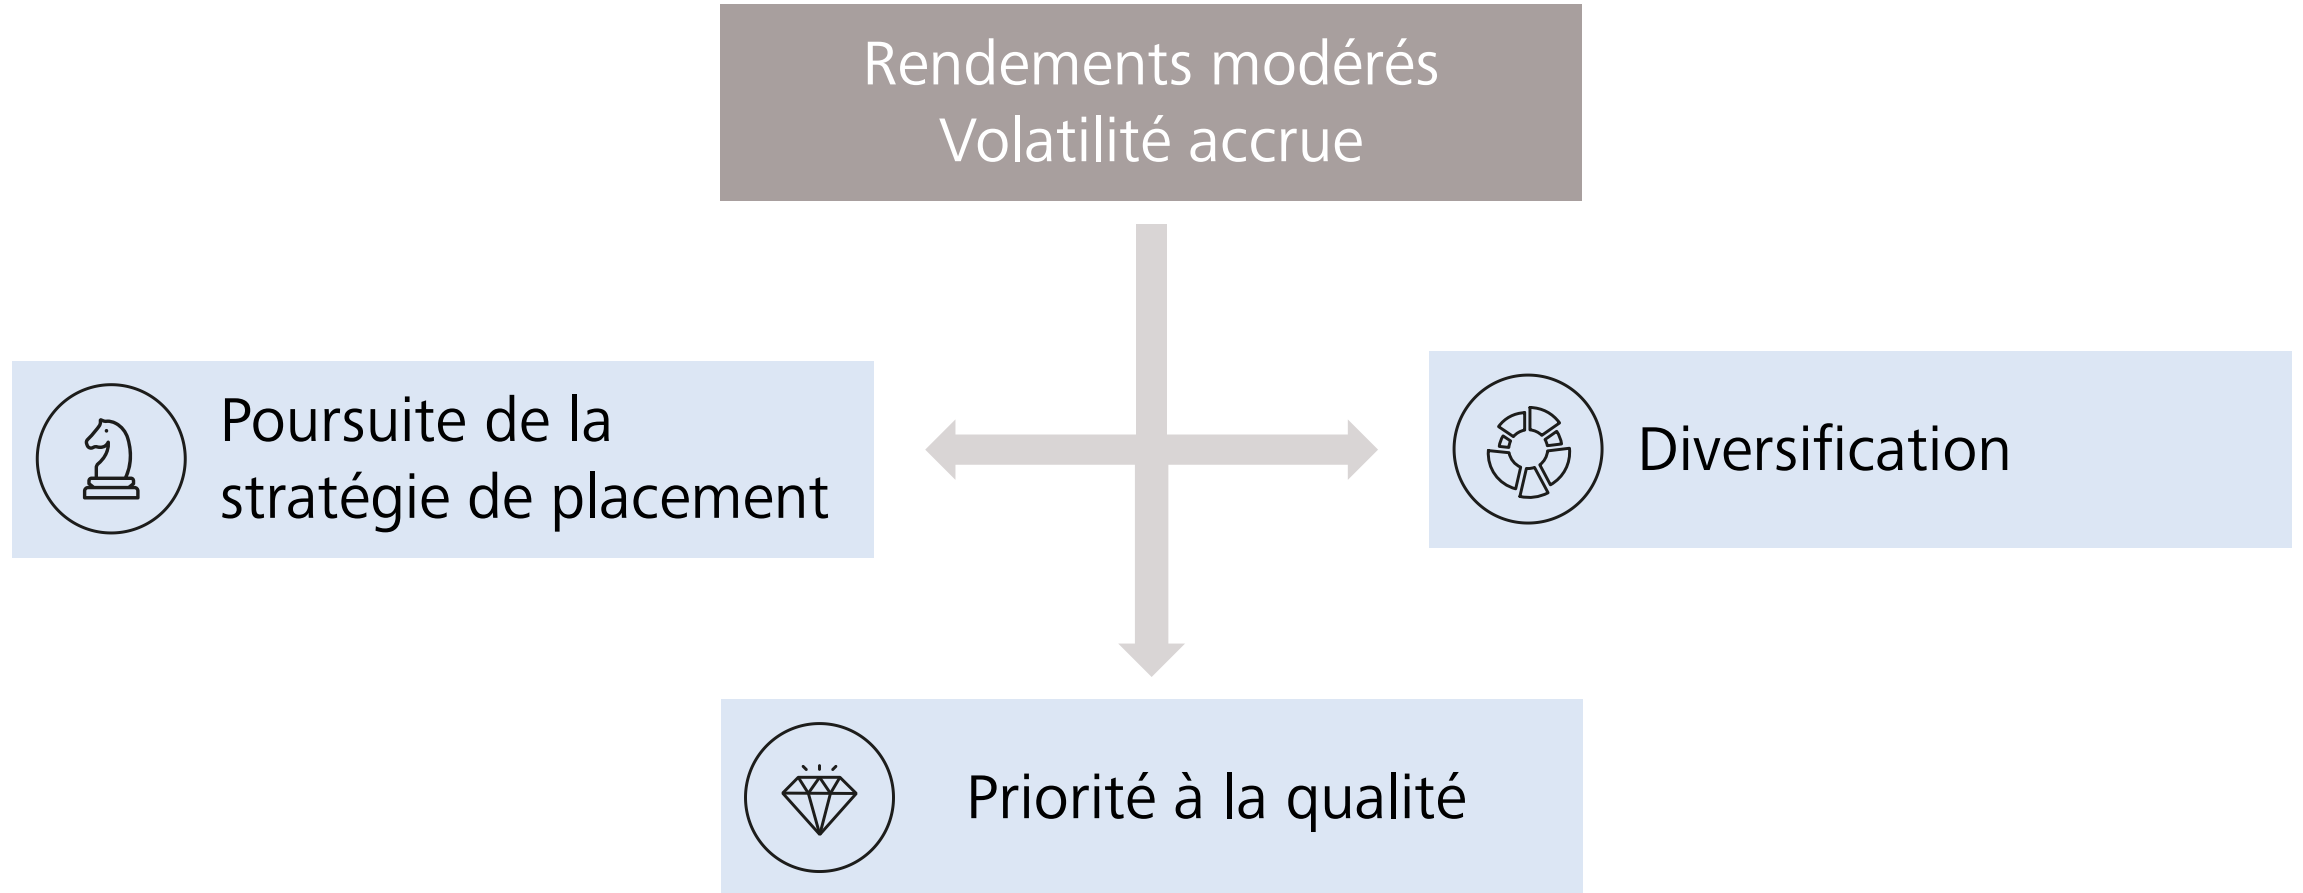 Rendements modérés
Volatilité accrue
Poursuite de la
stratégie de placement
Diversification
Priorité à la qualité